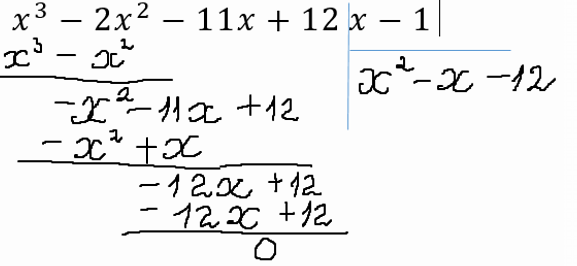 x³ − 2x² − 11x + 12 x − 1
x³ − x²
x² − x − 12
−x² − 11x + 12
−x² + x
−12x + 12
−12x + 12
0